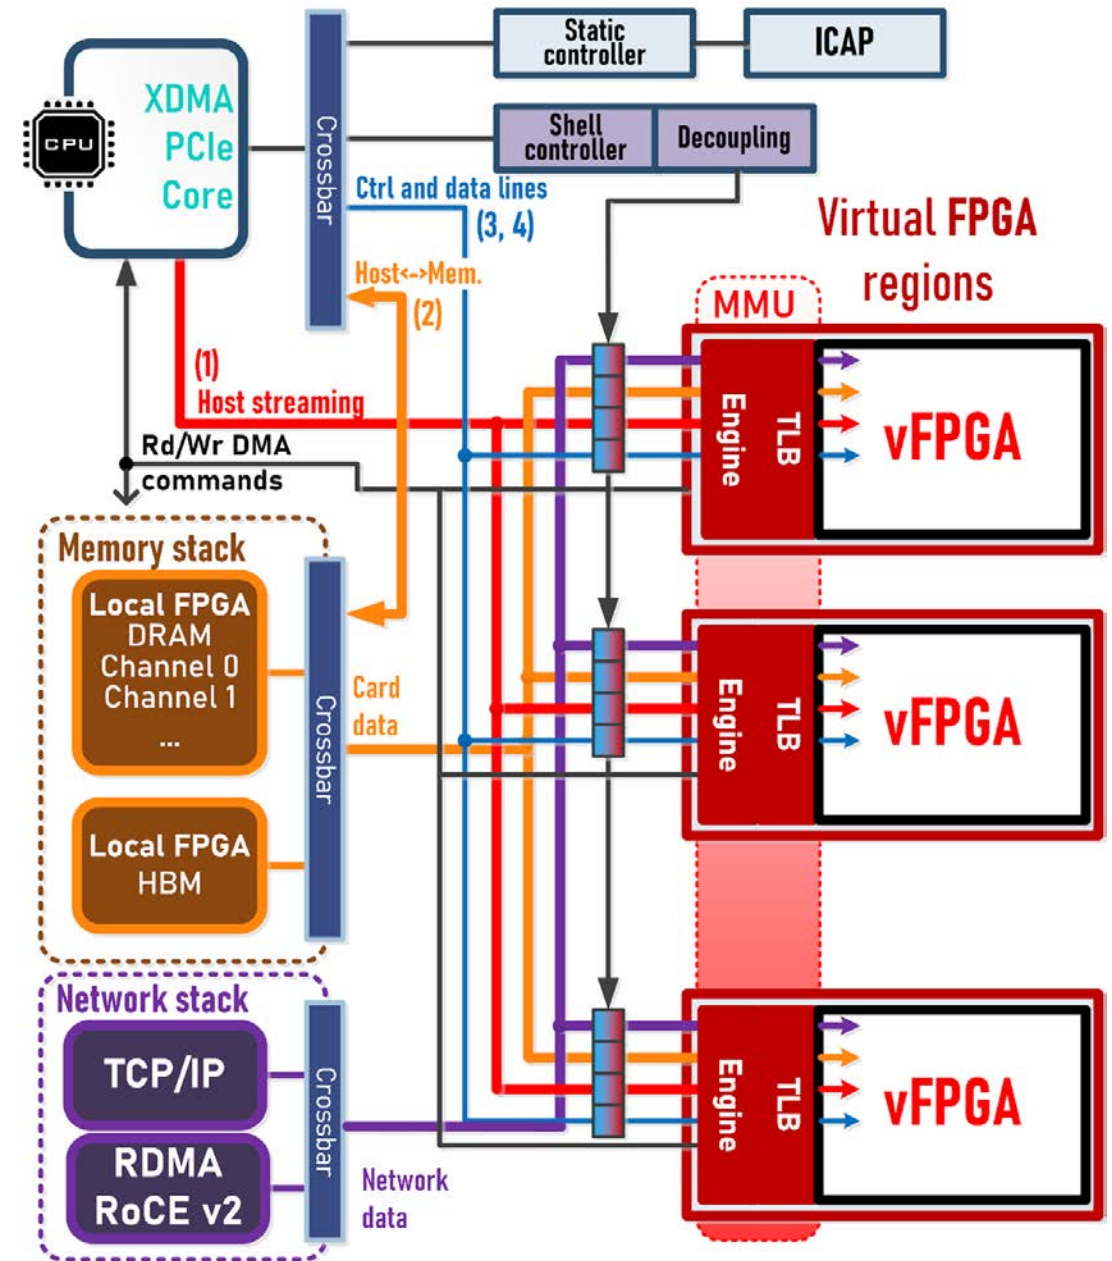 Static
controller
ICAP
XDMA
PCIe
Core
CPU
Crossbar
Shell
controller
Decoupling
Ctrl and data lines
(3, 4)
Host<->Mem.
(2)
Virtual FPGA
regions
MMU
(1)
Host streaming
Rd/Wr DMA
commands
Engine
TLB
vFPGA
Memory stack
Local FPGA
DRAM
Channel 0
Channel 1
...
Local FPGA
HBM
Crossbar
Card
data
Engine
TLB
vFPGA
Network stack
TCP/IP
RDMA
RoCE v2
Crossbar
Network
data
Engine
TLB
vFPGA